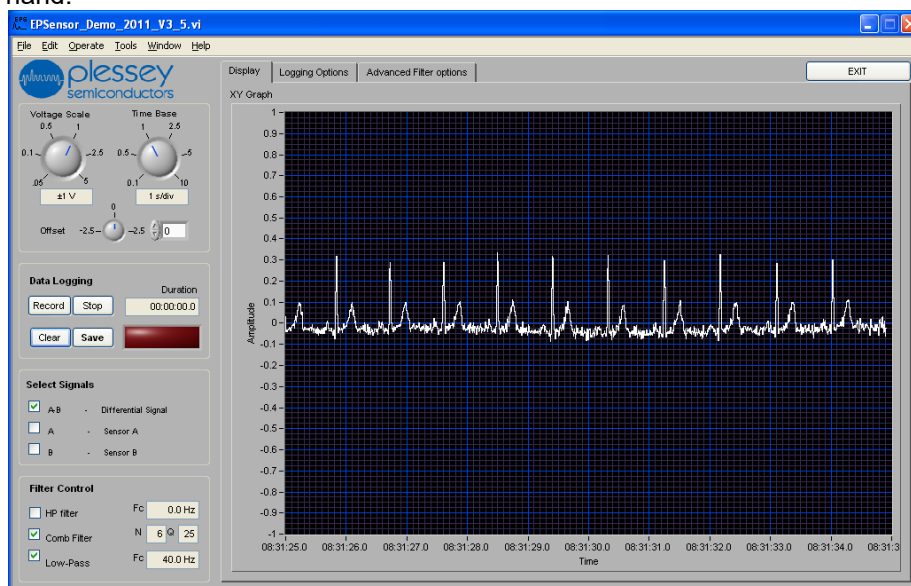 hand.
EPSensor_Demo_2011_V3_5.vi
File Edit Operate Tools Window Help
plessey
semiconductors
Display Logging Options Advanced Filter options EXIT
XY Graph
Voltage Scale Time Base
0.5 1 1 2.5
0.1 2.5 0.5 5
.05 5 0.1 10
±1 V 1 s/div
0
Offset -2.5 2.5 0
Data Logging
Duration
Record Stop 00:00:00.0
Clear Save
Select Signals
A-B - Differential Signal
A - Sensor A
B - Sensor B
Filter Control
HP filter Fc 0.0 Hz
Comb Filter N 6 Q 25
Low-Pass Fc 40.0 Hz
Amplitude
1
0.9
0.8
0.7
0.6
0.5
0.4
0.3
0.2
0.1
0
-0.1
-0.2
-0.3
-0.4
-0.5
-0.6
-0.7
-0.8
-0.9
-1
08:31:25.0 08:31:26.0 08:31:27.0 08:31:28.0 08:31:29.0 08:31:30.0 08:31:31.0 08:31:32.0 08:31:33.0 08:31:34.0 08:31:3
Time